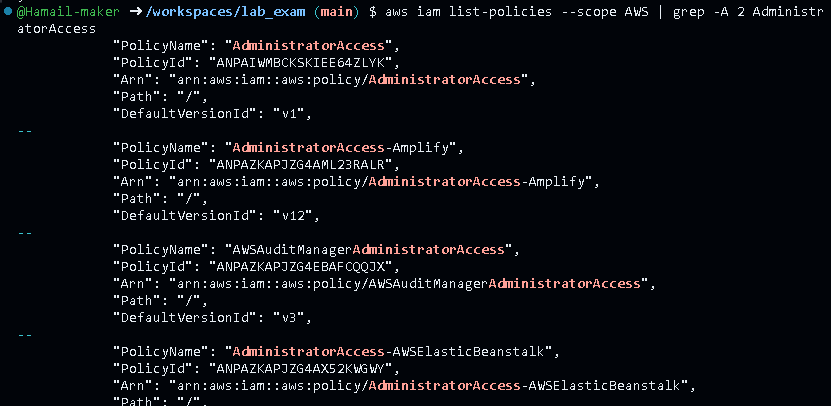 @Hamail-maker ➜/workspaces/lab_exam (main) $ aws iam list-policies --scope AWS | grep -A 2 Administr
atorAccess
"PolicyName": "AdministratorAccess",
"PolicyId": "ANPAIWMBCKSKIEE64ZLYK",
"Arn": "arn:aws:iam::aws:policy/AdministratorAccess",
"Path": "/",
"DefaultVersionId": "v1",
--
"PolicyName": "AdministratorAccess-Amplify",
"PolicyId": "ANPAZKAPJZG4AML23RALR",
"Arn": "arn:aws:iam::aws:policy/AdministratorAccess-Amplify",
"Path": "/",
"DefaultVersionId": "v12",
--
"PolicyName": "AWSAuditManagerAdministratorAccess",
"PolicyId": "ANPAZKAPJZG4EBAFCQQJX",
"Arn": "arn:aws:iam::aws:policy/AWSAuditManagerAdministratorAccess",
"Path": "/",
"DefaultVersionId": "v3",
--
"PolicyName": "AdministratorAccess-AWSElasticBeanstalk",
"PolicyId": "ANPAZKAPJZG4AX52KWGWY",
"Arn": "arn:aws:iam::aws:policy/AdministratorAccess-AWSElasticBeanstalk",
"Path": "/",